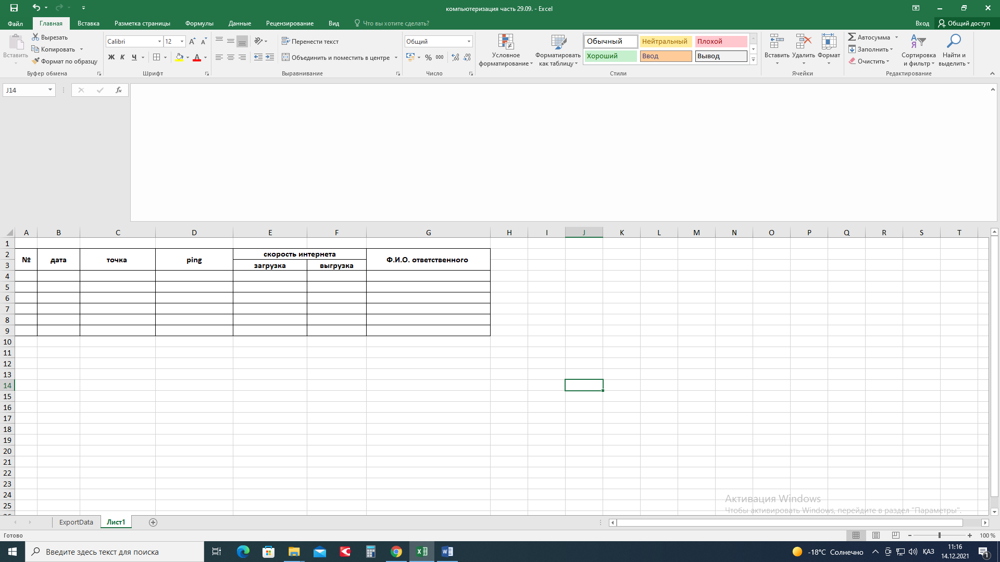 компьютеризация часть 29.09. - Excel
Файл Главная Вставка Разметка страницы Формулы Данные Рецензирование Вид Что вы хотите сделать? Вход Общий доступ
Вставить
Вырезать
Копировать
Формат по образцу
Буфер обмена
Calibri 12
Ж К Ч
Шрифт
Перенести текст
Объединить и поместить в центре
Выравнивание
Общий
% 000
Число
Условное форматирование
Форматировать как таблицу
Обычный Нейтральный Плохой
Хороший Ввод Вывод
Стили
Вставить Удалить Формат
Ячейки
Автосумма
Заполнить
Очистить
Сортировка и фильтр
Найти и выделить
Редактирование
J14
fx
A B C D E F G H I J K L M N O P Q R S T
1
2
3
4
5
6
7
8
9
10
11
12
13
14
15
16
17
18
19
20
21
22
23
24
25
№ дата точка ping скорость интернета Ф.И.О. ответственного
загрузка выгрузка
Активация Windows
Чтобы активировать Windows, перейдите в раздел "Параметры".
ExportData Лист1
Готово
100 %
Введите здесь текст для поиска
-18°C Солнечно
ҚАЗ
11:16
14.12.2021
1